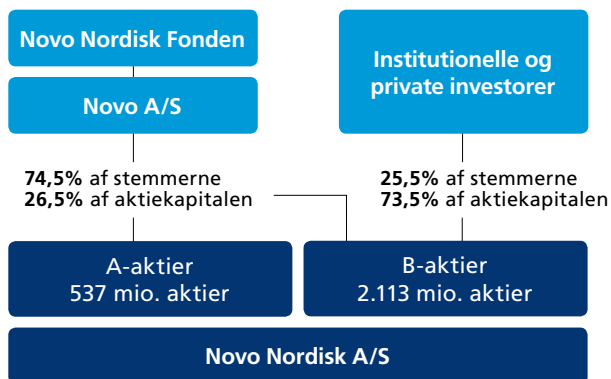 Novo Nordisk Fonden
Novo A/S
Institutionelle og
private investorer
74,5% af stemmerne
26,5% af aktiekapitalen
25,5% af stemmerne
73,5% af aktiekapitalen
A-aktier
537 mio. aktier
B-aktier
2.113 mio. aktier
Novo Nordisk A/S